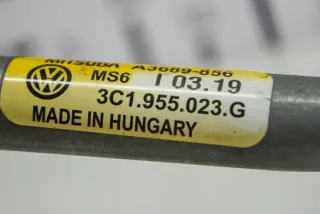 MITSUBA A3689-856
MS6 I 03.19
3C1.955.023.G
MADE IN HUNGARY